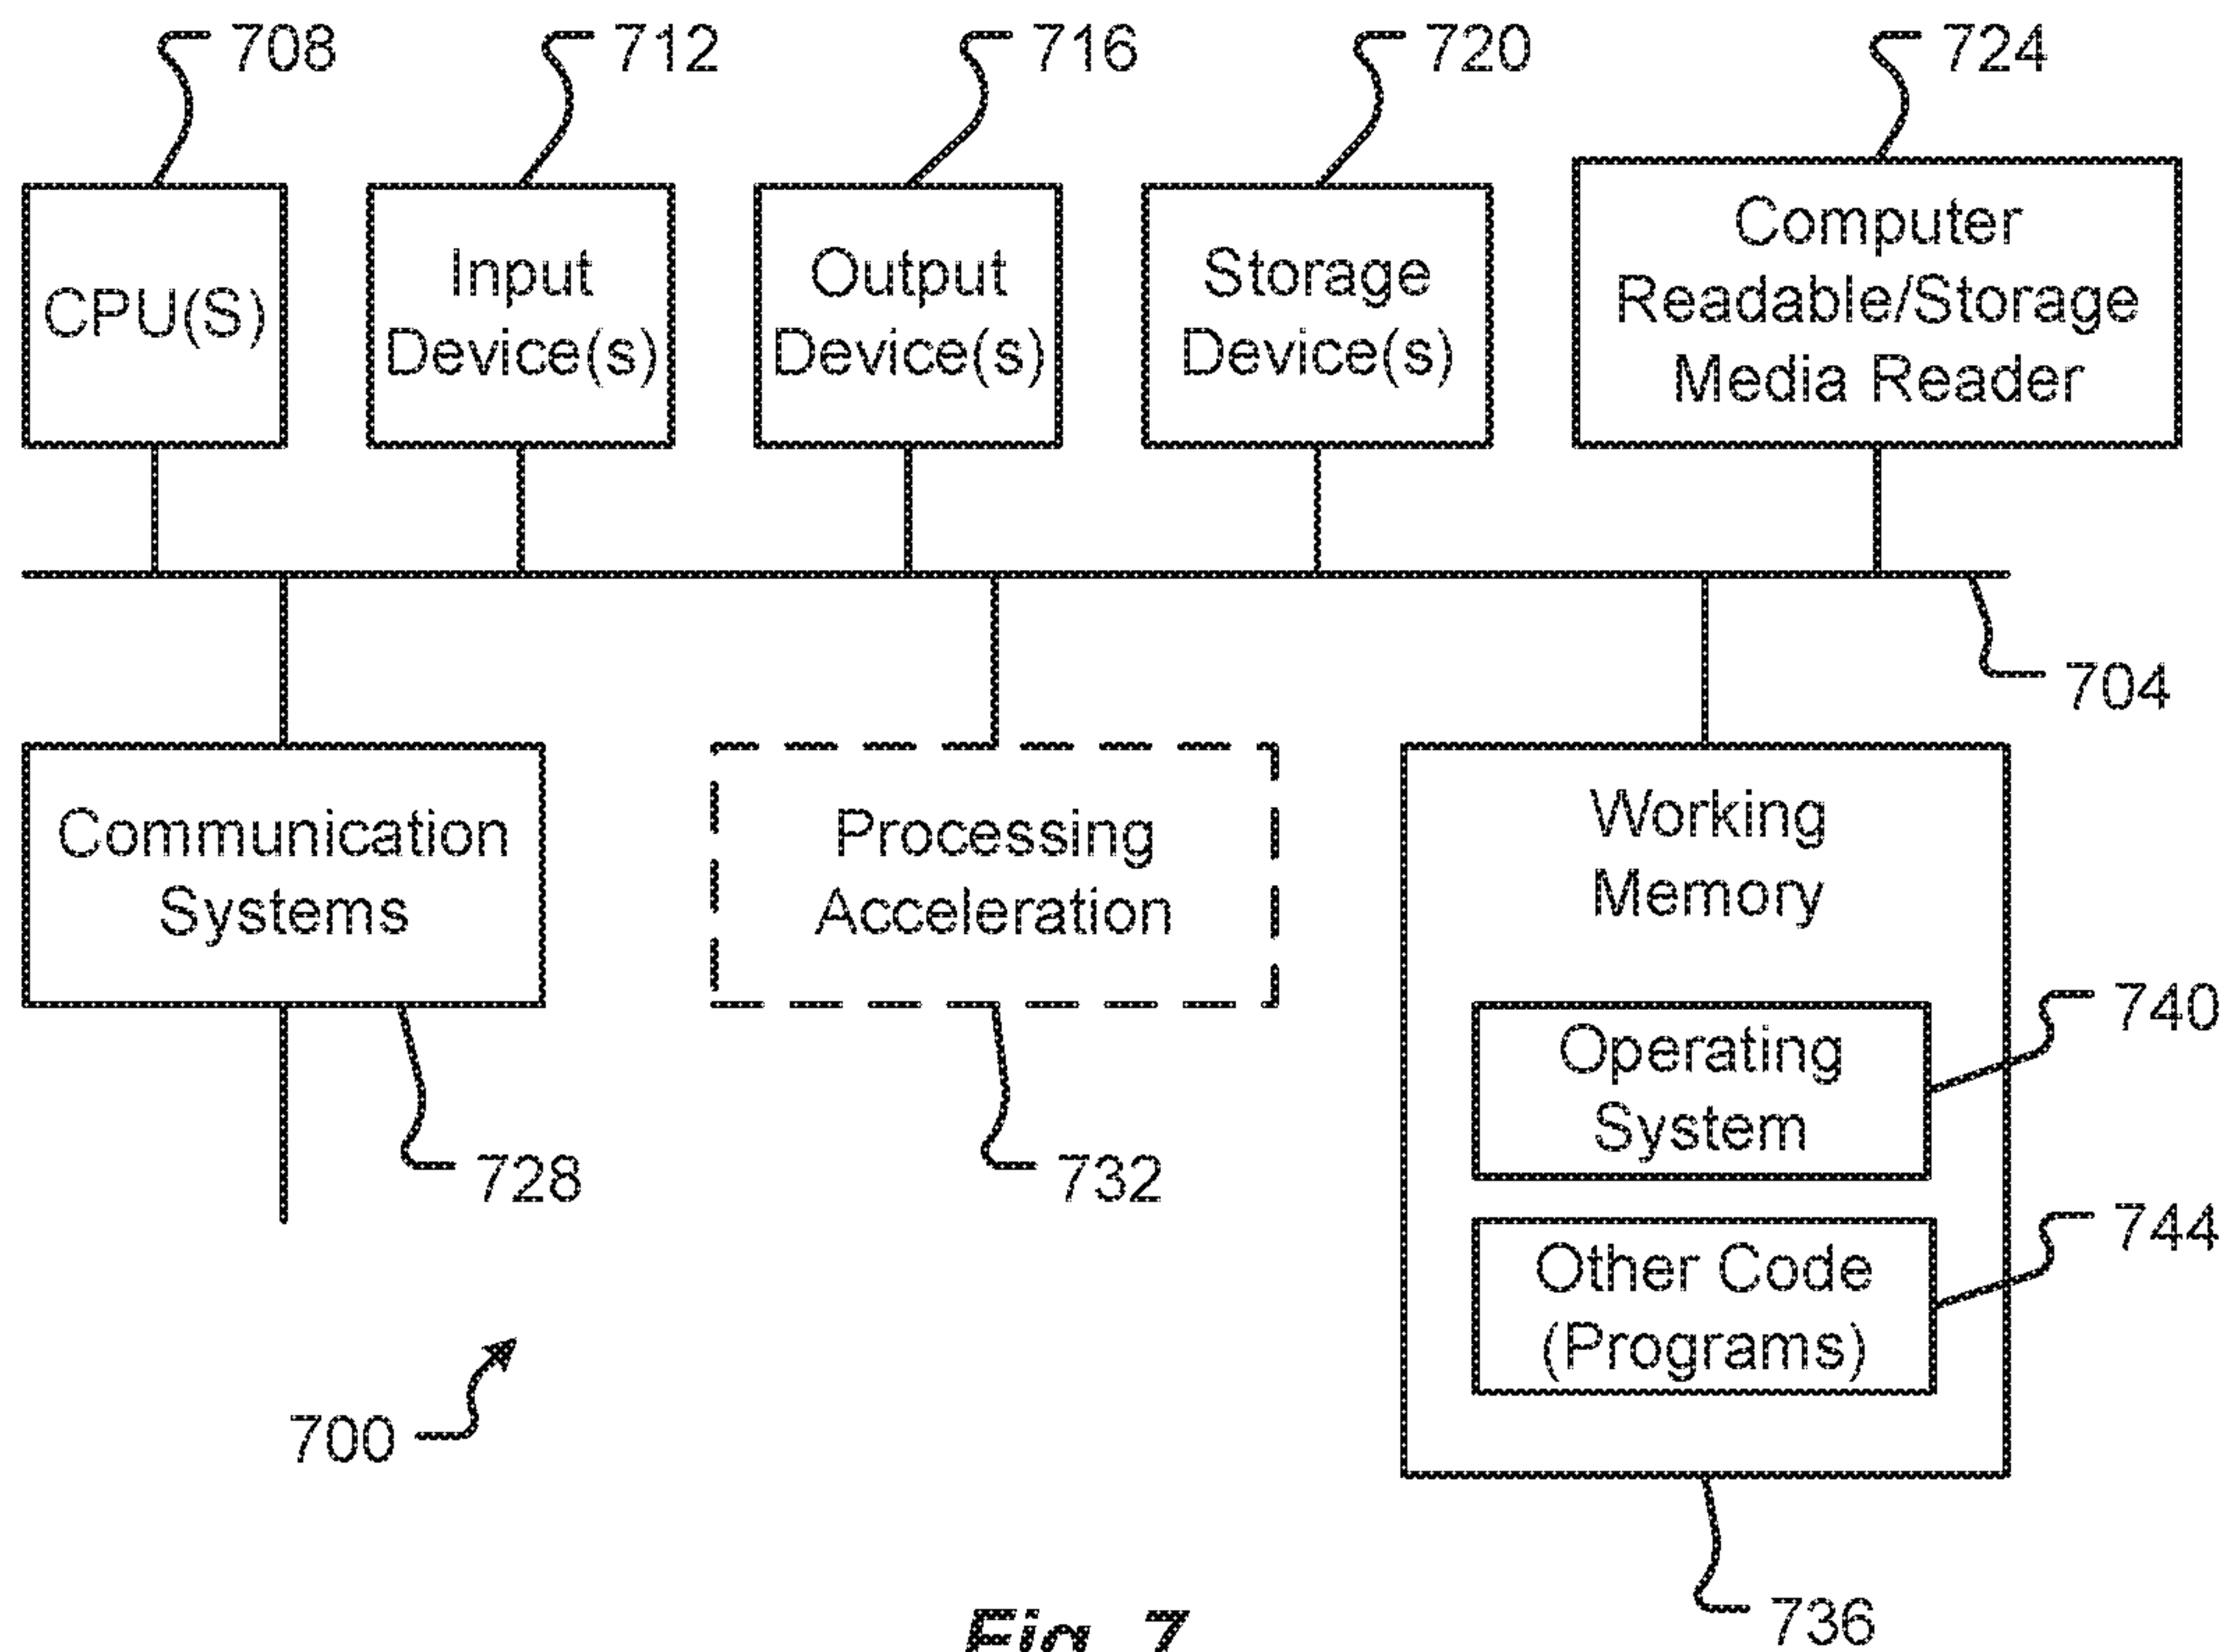 708
712
716
720
724
CPU(S)
Input
Device(s)
Output
Device(s)
Storage
Device(s)
Computer
Readable/Storage
Media Reader
704
Communication
Systems
728
Processing
Acceleration
732
Working
Memory
Operating
System
740
Other Code
(Programs)
744
700
736
Fig. 7